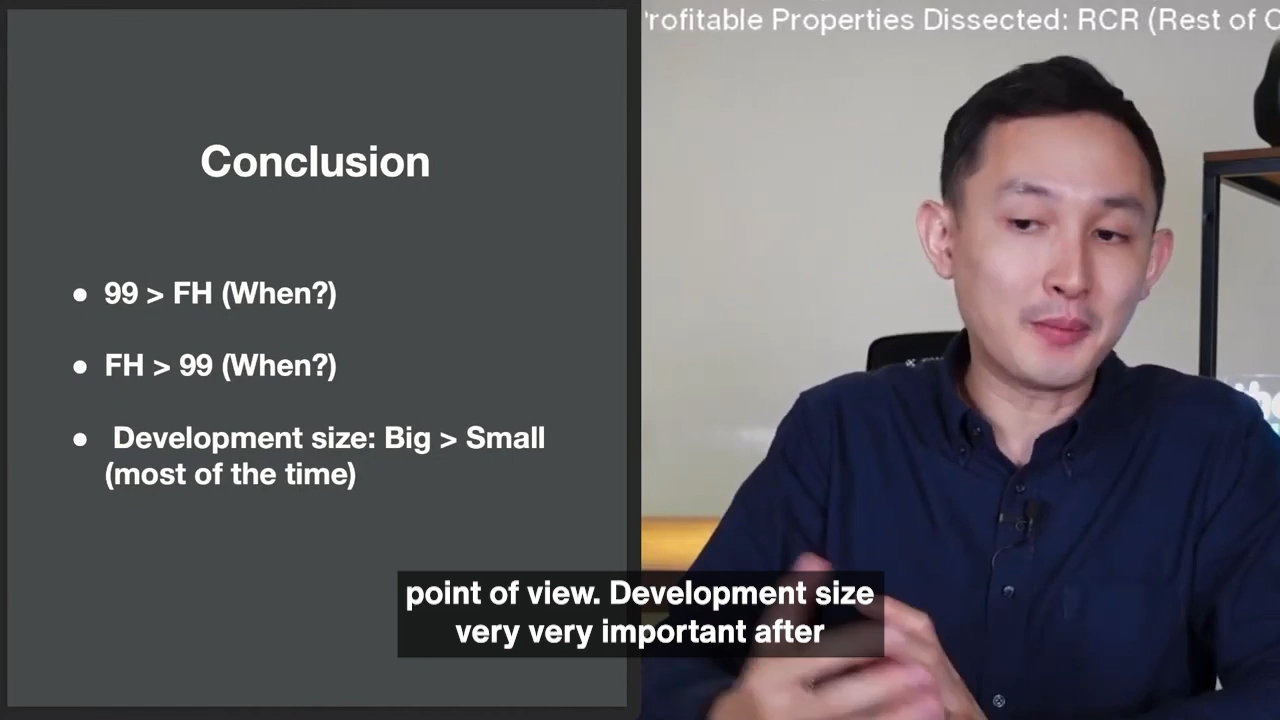 rofitable Properties Dissected: RCR (Rest of C
Conclusion
● 99 > FH (When?)
● FH > 99 (When?)
● Development size: Big > Small
(most of the time)
point of view. Development size
very very important after